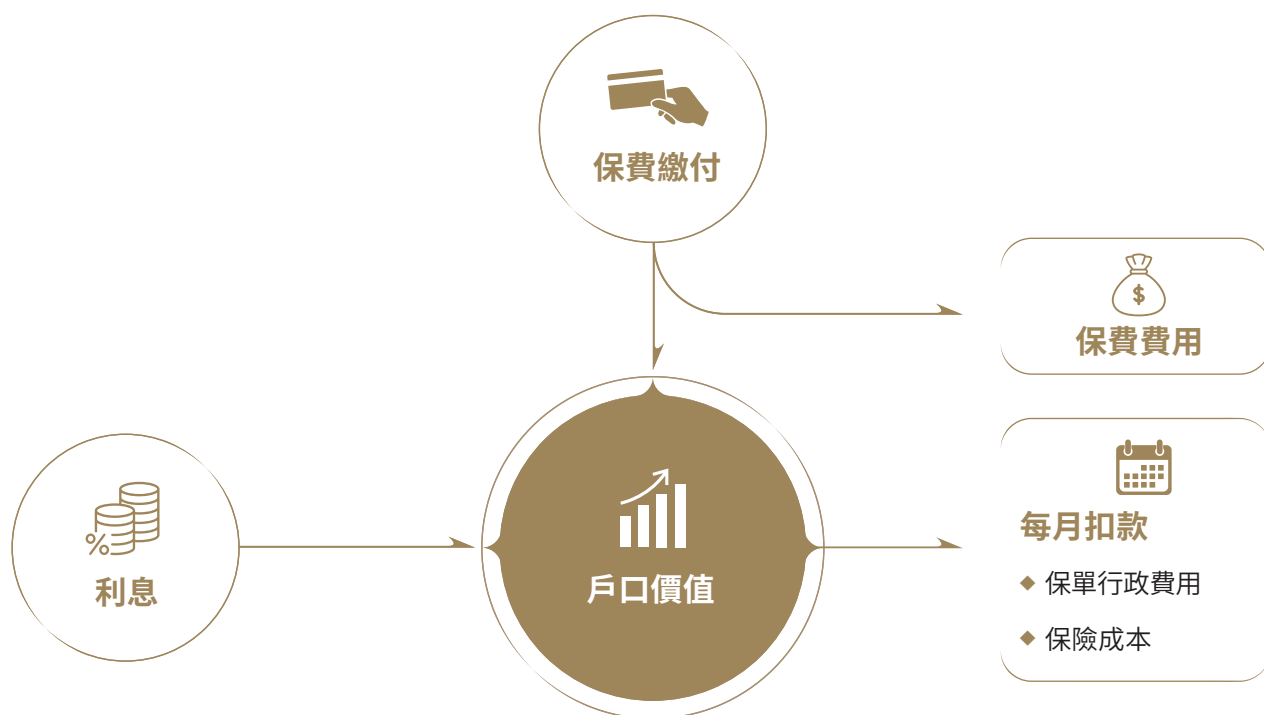 保費繳付
$
保費費用
%
利息
戶口價值
每月扣款
保單行政費用
保險成本